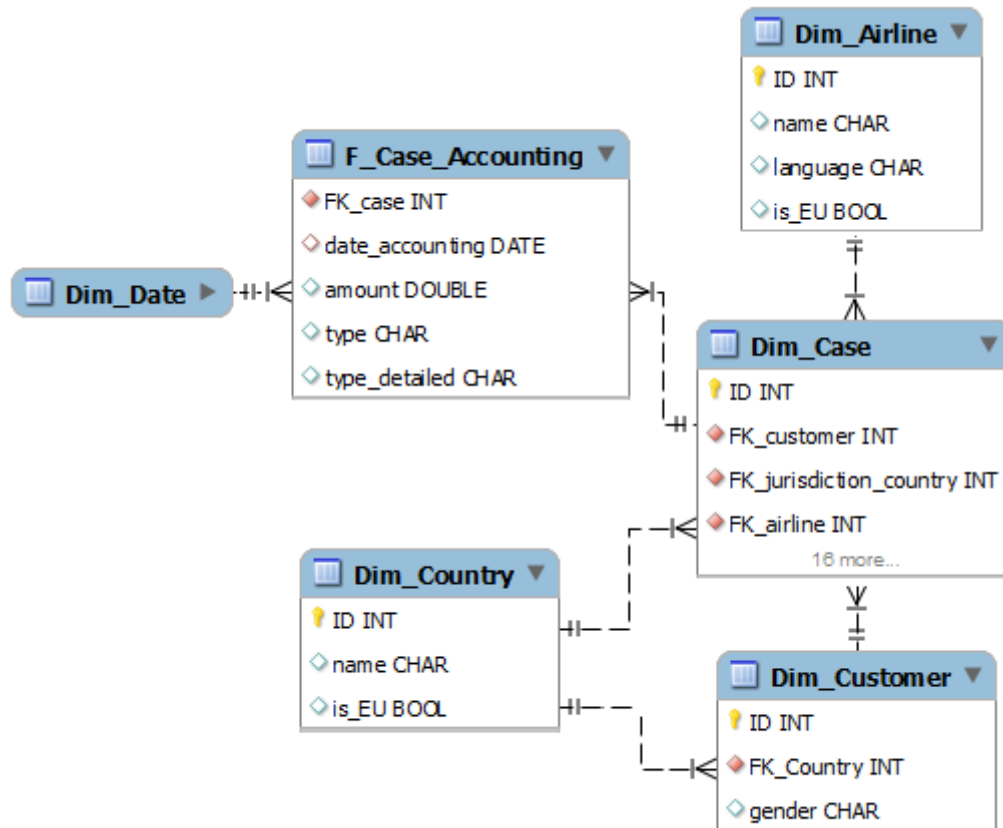 Dim_Airline
ID INT
name CHAR
language CHAR
is_EU BOOL
F_Case_Accounting
FK_case INT
date_accounting DATE
amount DOUBLE
type CHAR
type_detailed CHAR
Dim_Date
Dim_Case
ID INT
FK_customer INT
FK_jurisdiction_country INT
FK_airline INT
16 more...
Dim_Country
ID INT
name CHAR
is_EU BOOL
Dim_Customer
ID INT
FK_Country INT
gender CHAR